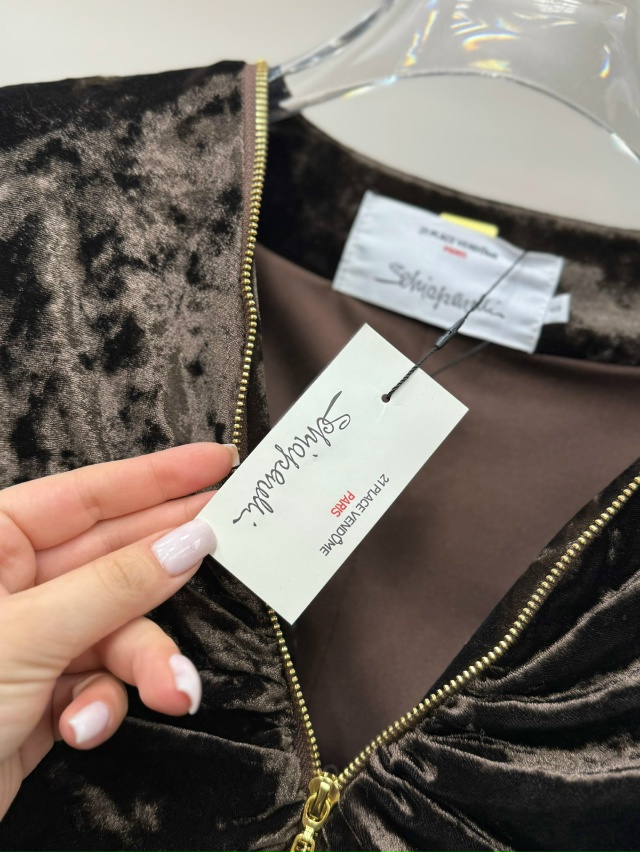 21 PLACE VENDÔME
PARIS
Schiaparelli
Schiaparelli
21 PLACE VENDÔME
PARIS